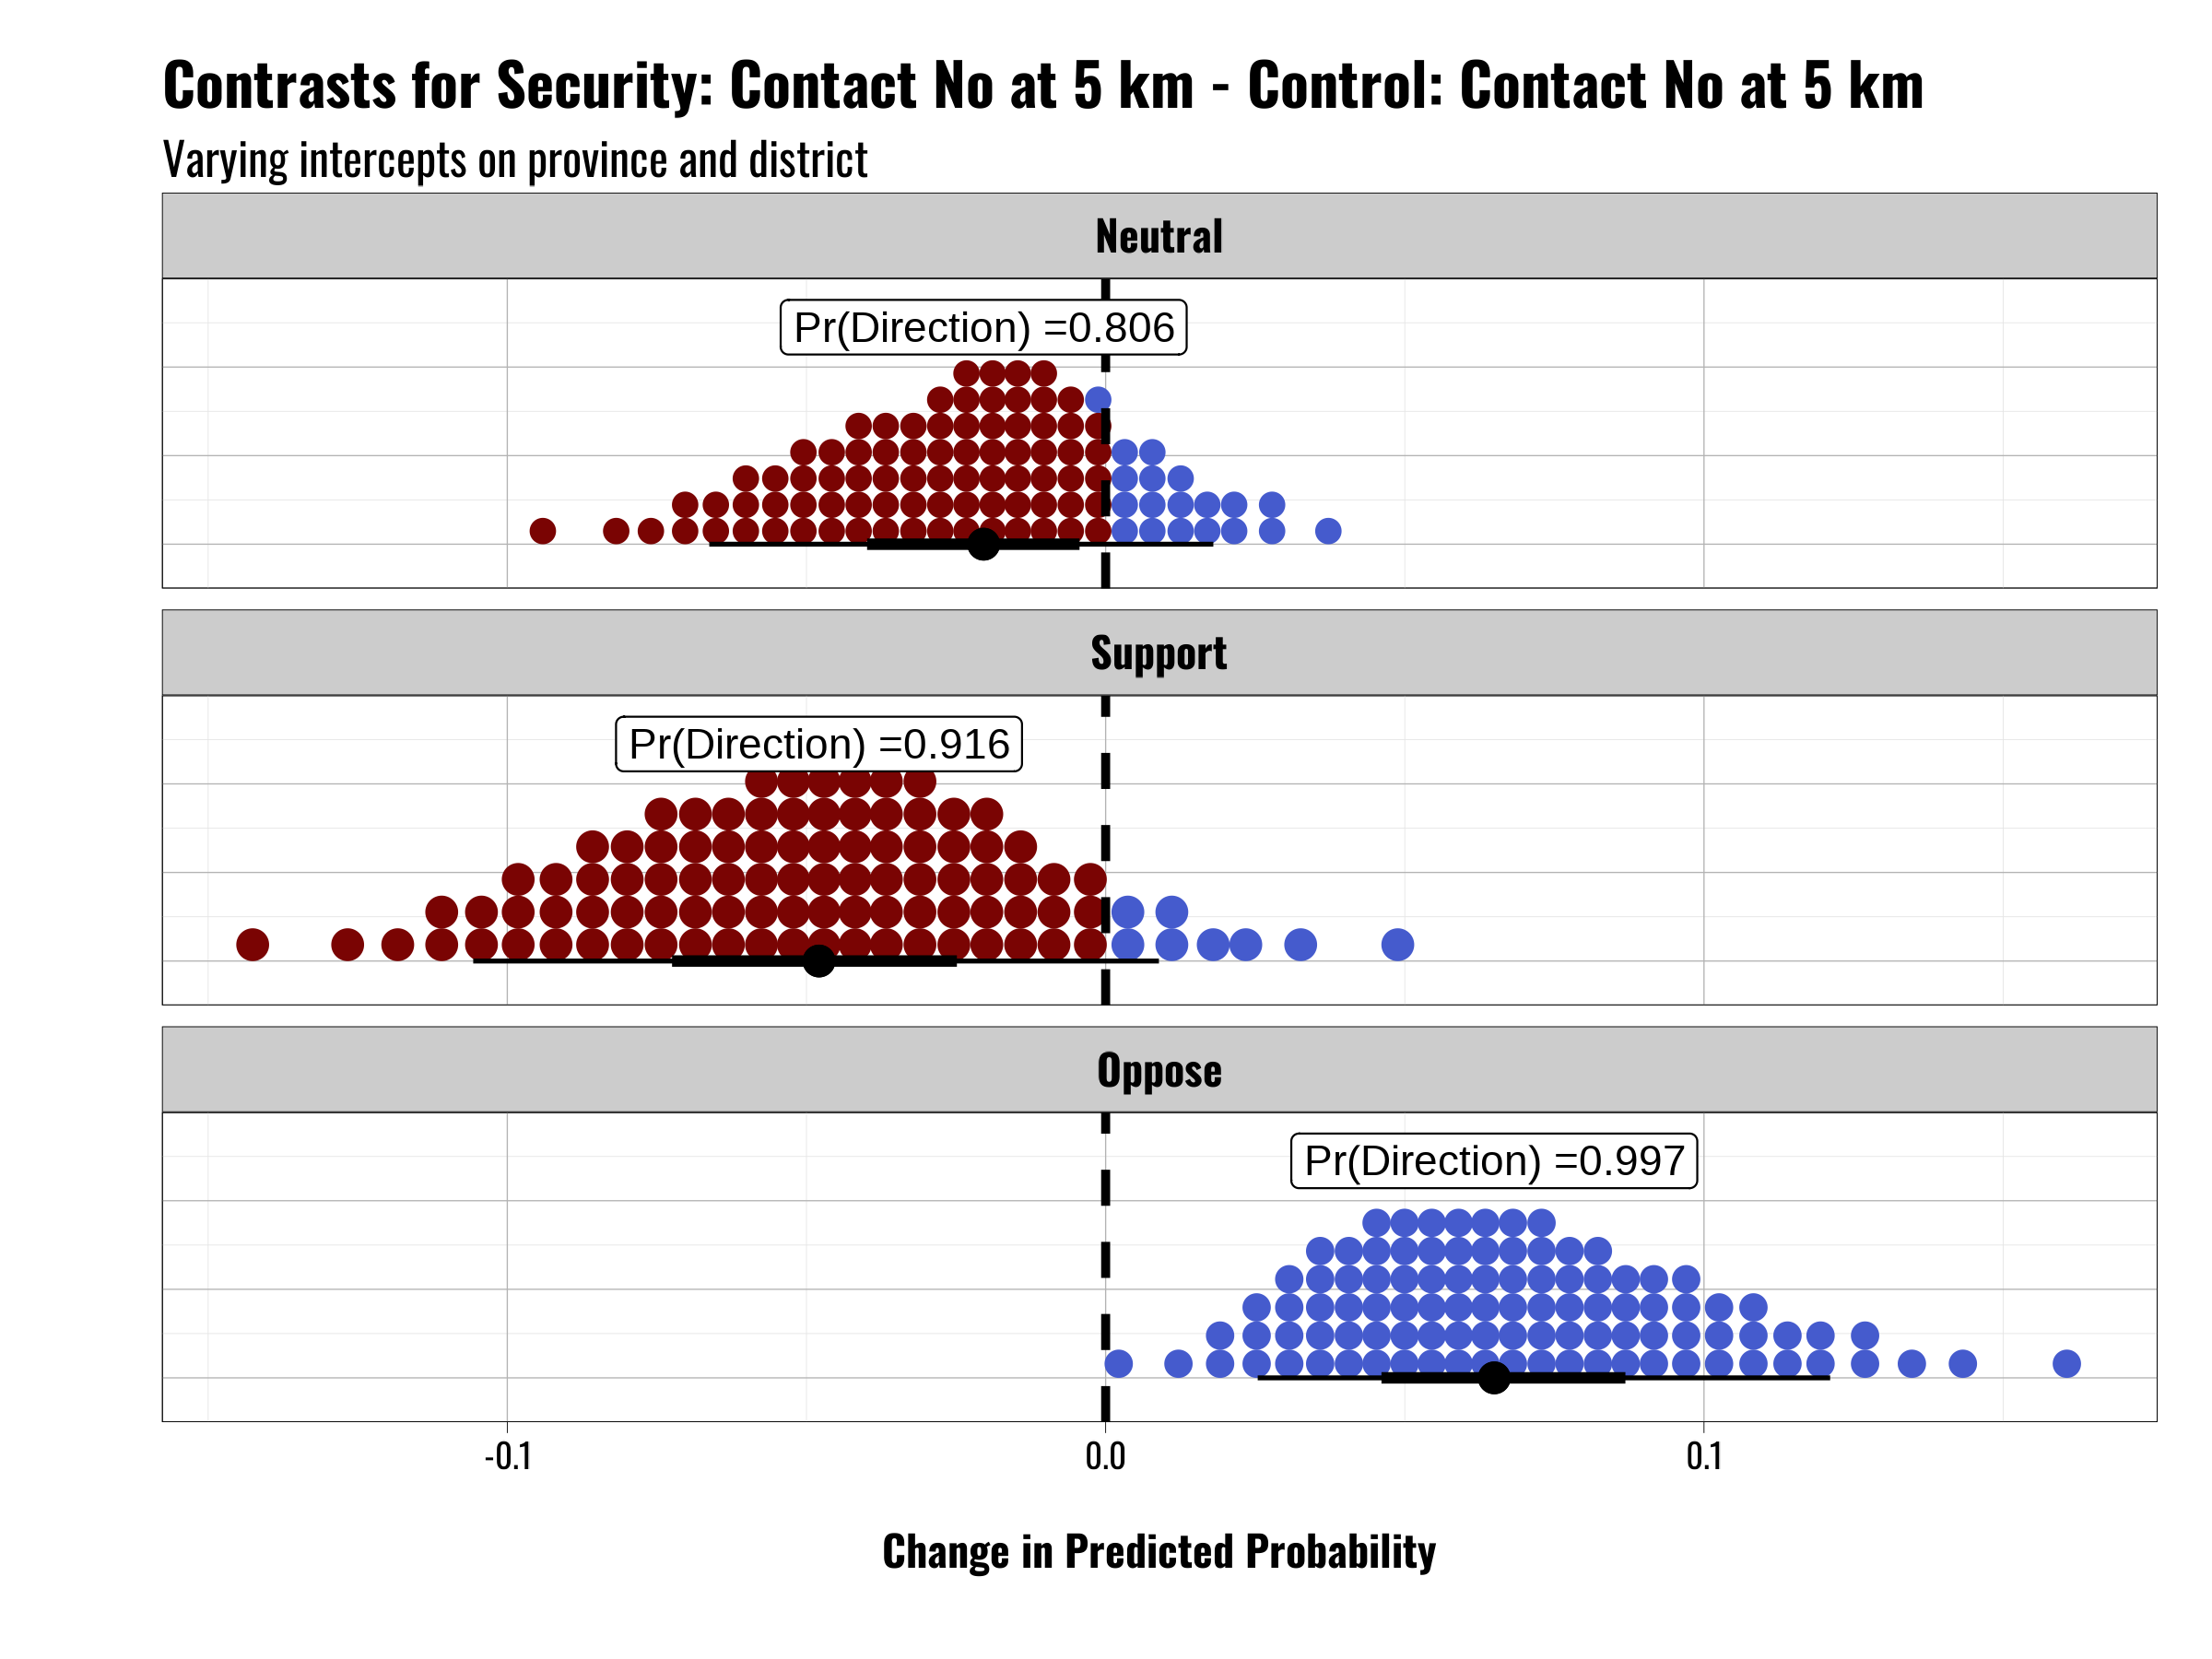 Contrasts for Security: Contact No at 5 km - Control: Contact No at 5 km
Varying intercepts on province and district
Neutral
Pr(Direction) =0.806
Support
Pr(Direction) =0.916
Oppose
Pr(Direction) =0.997
-0.1 0.0 0.1
Change in Predicted Probability